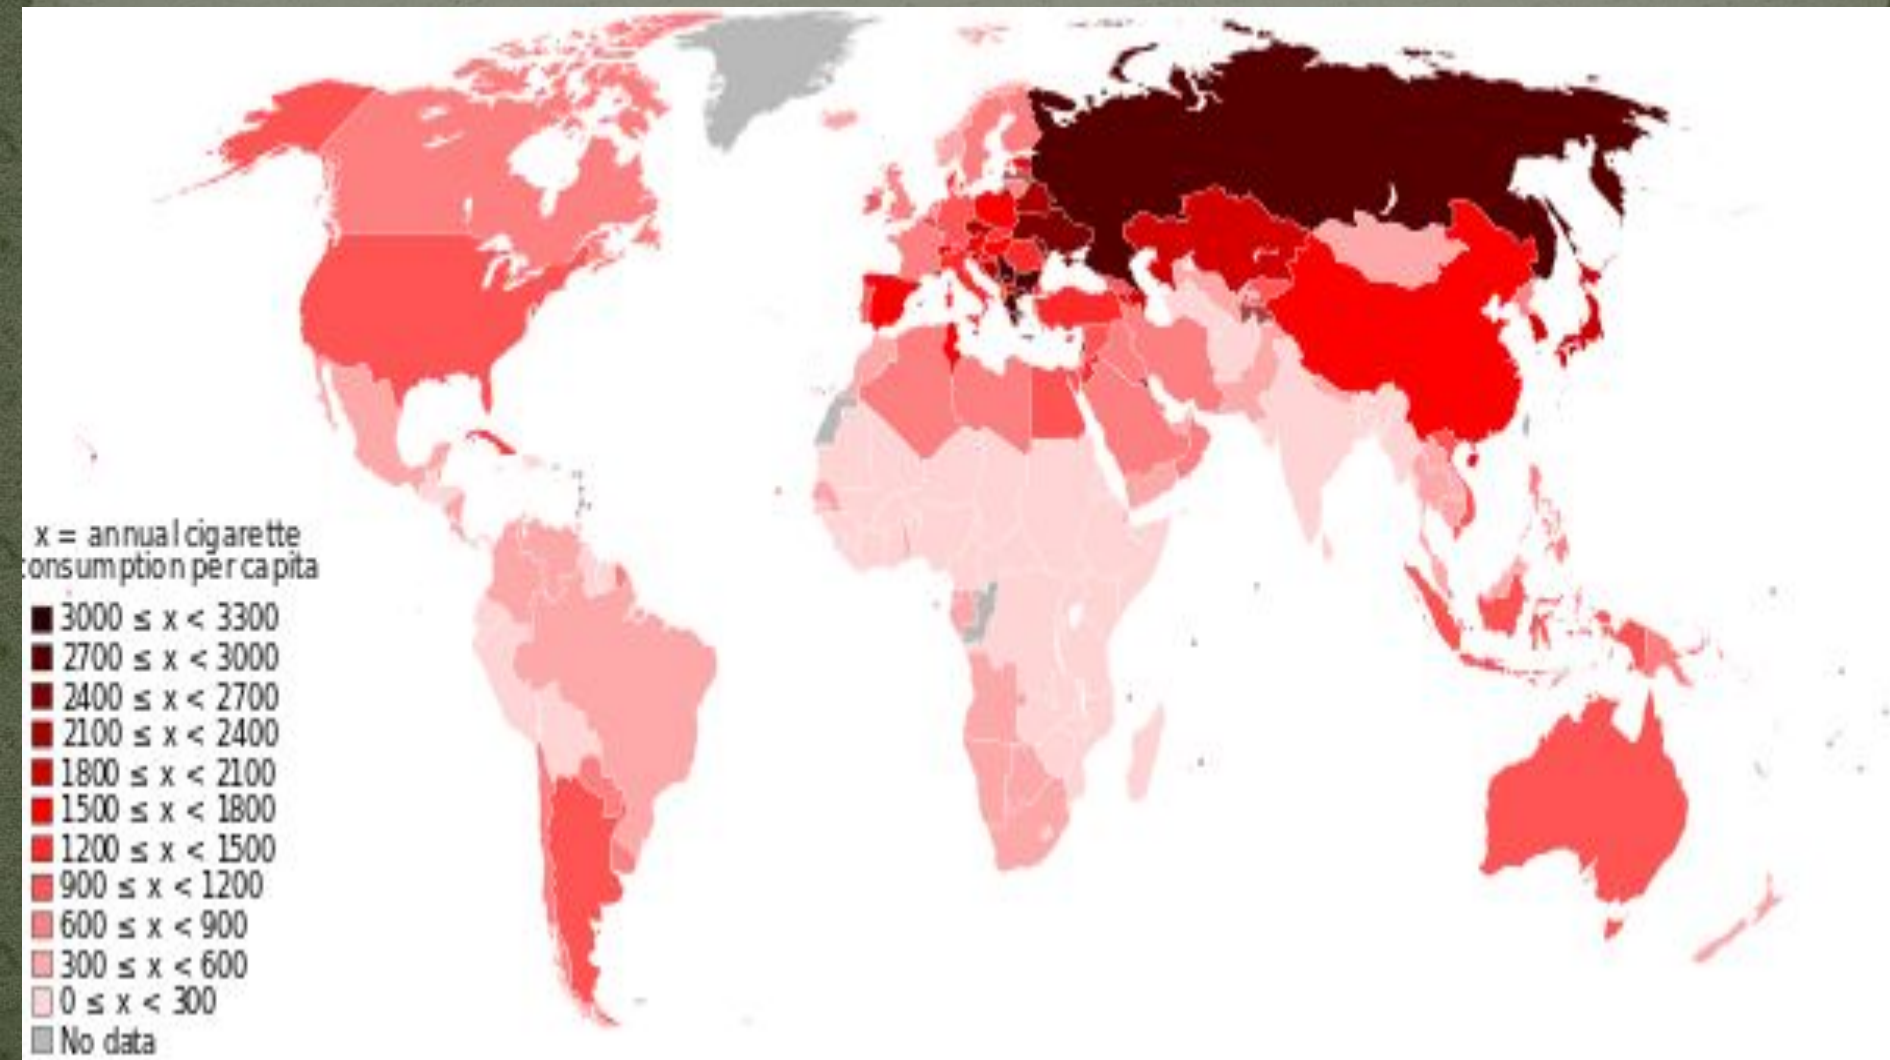 x = annual cigarette
consumption per capita
3000 ≤ x < 3300
2700 ≤ x < 3000
2400 ≤ x < 2700
2100 ≤ x < 2400
1800 ≤ x < 2100
1500 ≤ x < 1800
1200 ≤ x < 1500
900 ≤ x < 1200
600 ≤ x < 900
300 ≤ x < 600
0 ≤ x < 300
No data